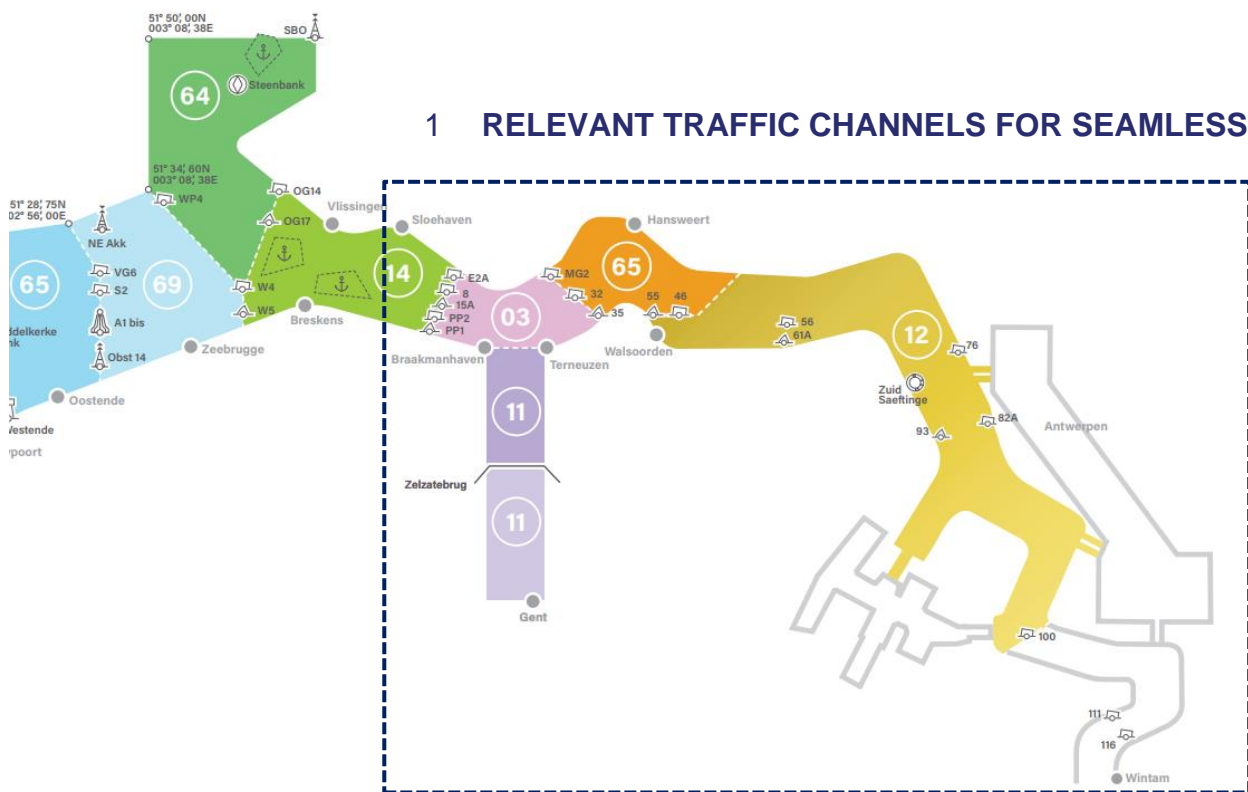 51° 50,' 00N
003° 08,' 38E
SBO
Steenbank
64
1 RELEVANT TRAFFIC CHANNELS FOR SEAMLESS
51° 34,' 60N
003° 08,' 38E
WP4
OG14
51° 28,' 75N
02° 56,' 00E
NE Akk
OG17
Vlissingen
Sloehaven
Hansweert
VG6
S2
65
69
W4
W5
14
E2A
8
15A
PP2
PP1
MG2
32
35
65
55
46
03
56
61A
12
76
A1 bis
Obst 14
ddelkerke
nk
Zeebrugge
Breskens
Braakmanhaven
Terneuzen
Walsoorden
Oostende
Westende
wpoort
11
Zuid
Saeftinge
93
82A
Antwerpen
Zelzatebrug
11
Gent
100
111
116
Wintam